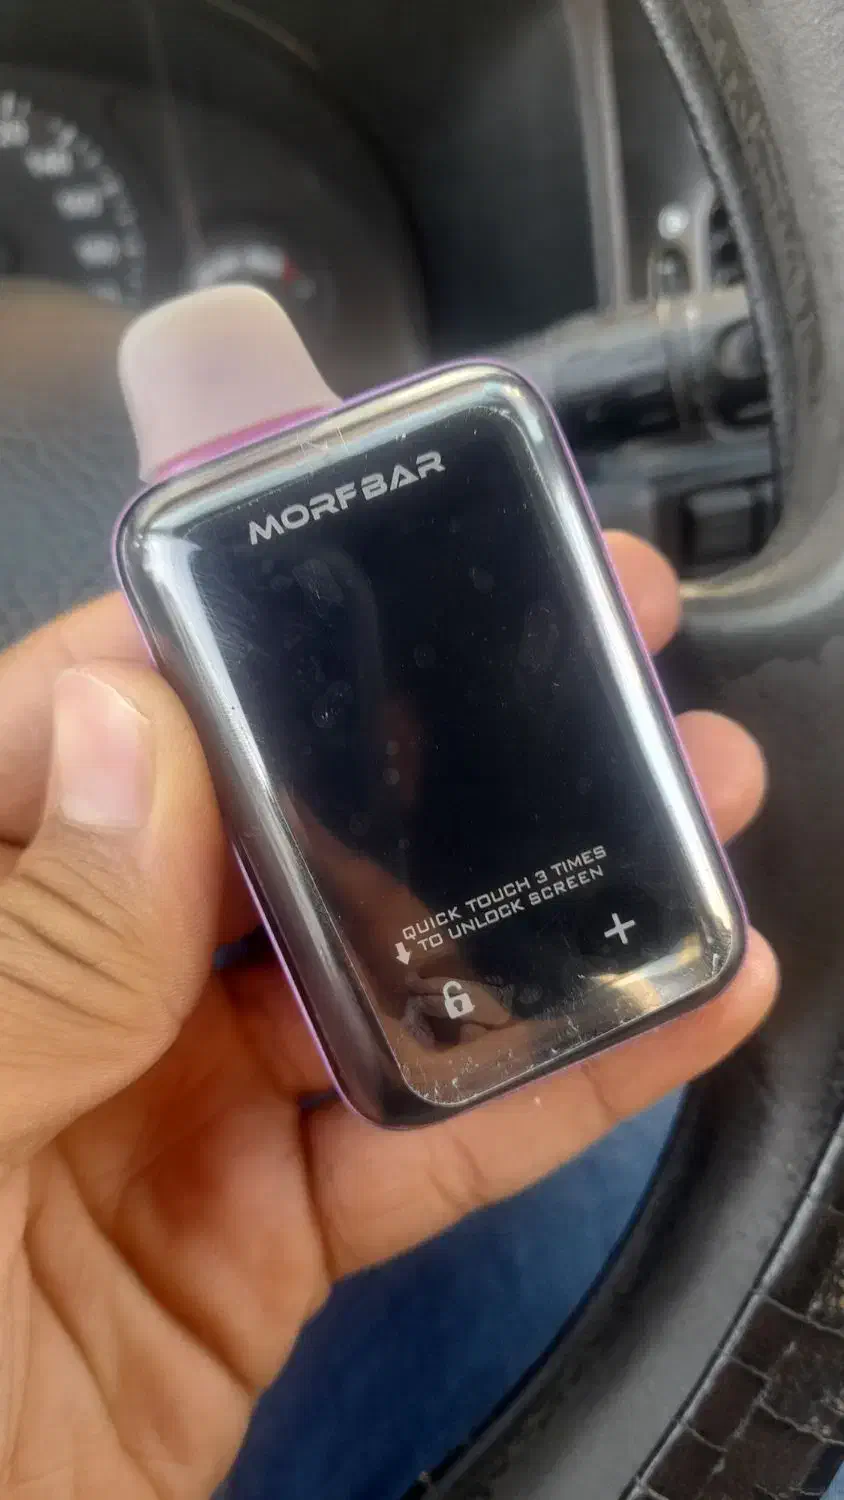 MORFBAR
QUICK TOUCH 3 TIMES
TO UNLOCK SCREEN